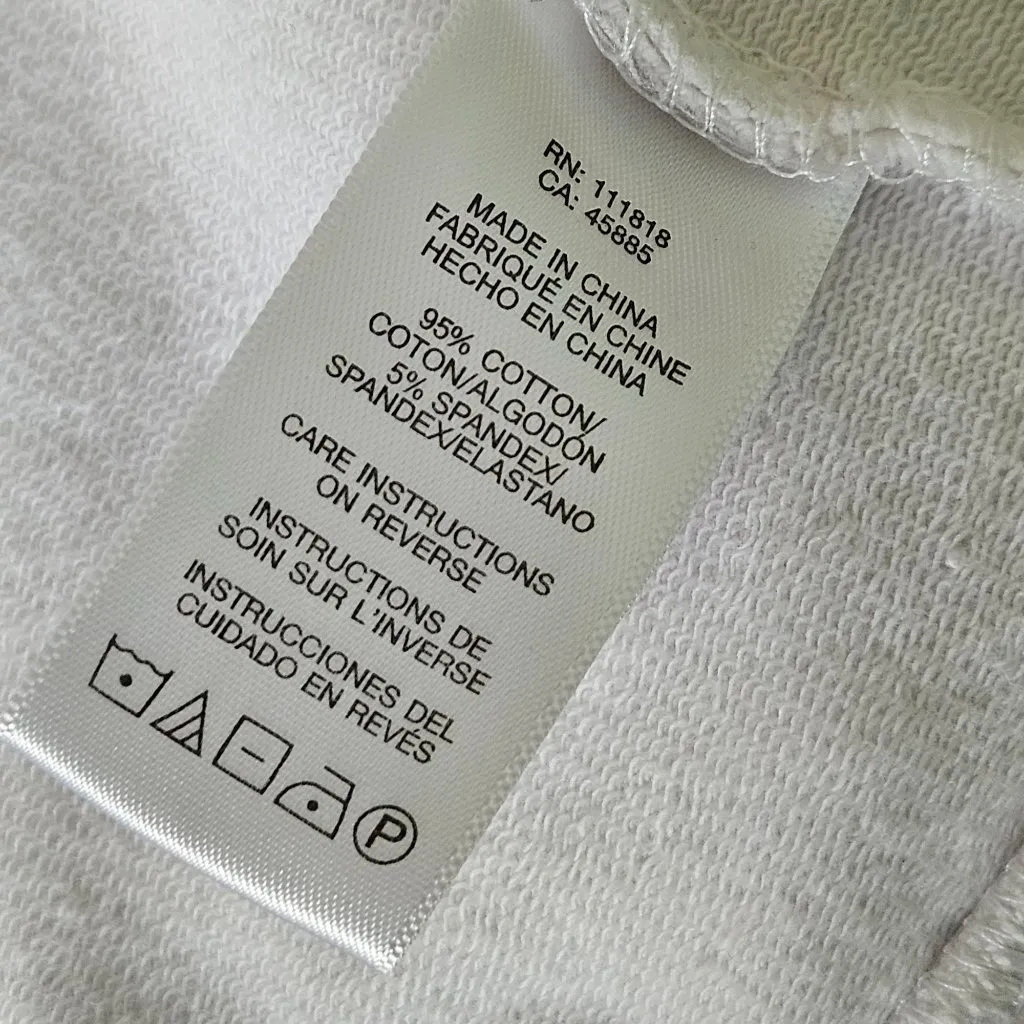 RN: 111818
CA: 45885
MADE IN CHINA
FABRIQUÉ EN CHINE
HECHO EN CHINA
95% COTTON/
COTON/ALGODÓN
5% SPANDEX/
SPANDEX/ELASTANO
CARE INSTRUCTIONS
ON REVERSE
INSTRUCTIONS DE
SOIN SUR L'INVERSE
INSTRUCCIONES DEL
CUIDADO EN REVÉS
P